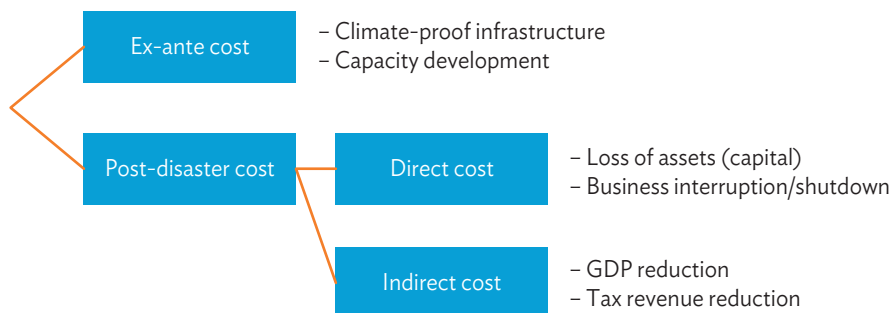 Ex-ante cost
– Climate-proof infrastructure
– Capacity development
Post-disaster cost
Direct cost
– Loss of assets (capital)
– Business interruption/shutdown
Indirect cost
– GDP reduction
– Tax revenue reduction